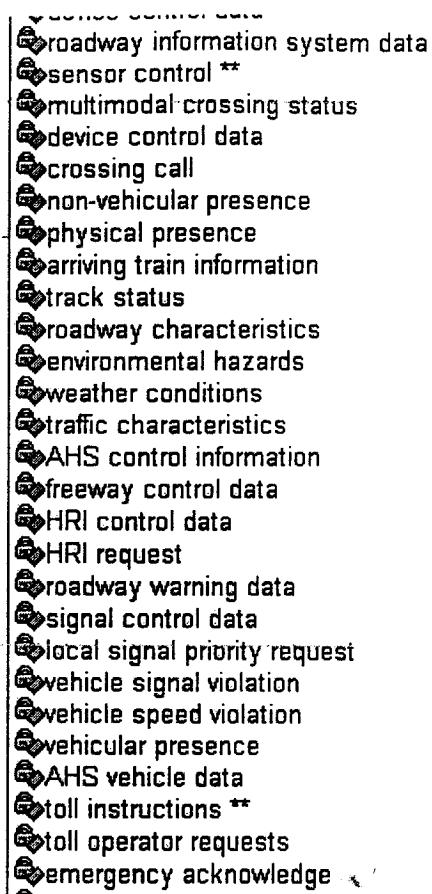 roadway information system data
sensor control **
multimodal crossing status
device control data
crossing call
non-vehicular presence
physical presence
arriving train information
track status
roadway characteristics
environmental hazards
weather conditions
traffic characteristics
AHS control information
freeway control data
HRI control data
HRI request
roadway warning data
signal control data
local signal priority request
vehicle signal violation
vehicle speed violation
vehicular presence
AHS vehicle data
toll instructions **
toll operator requests
emergency acknowledge